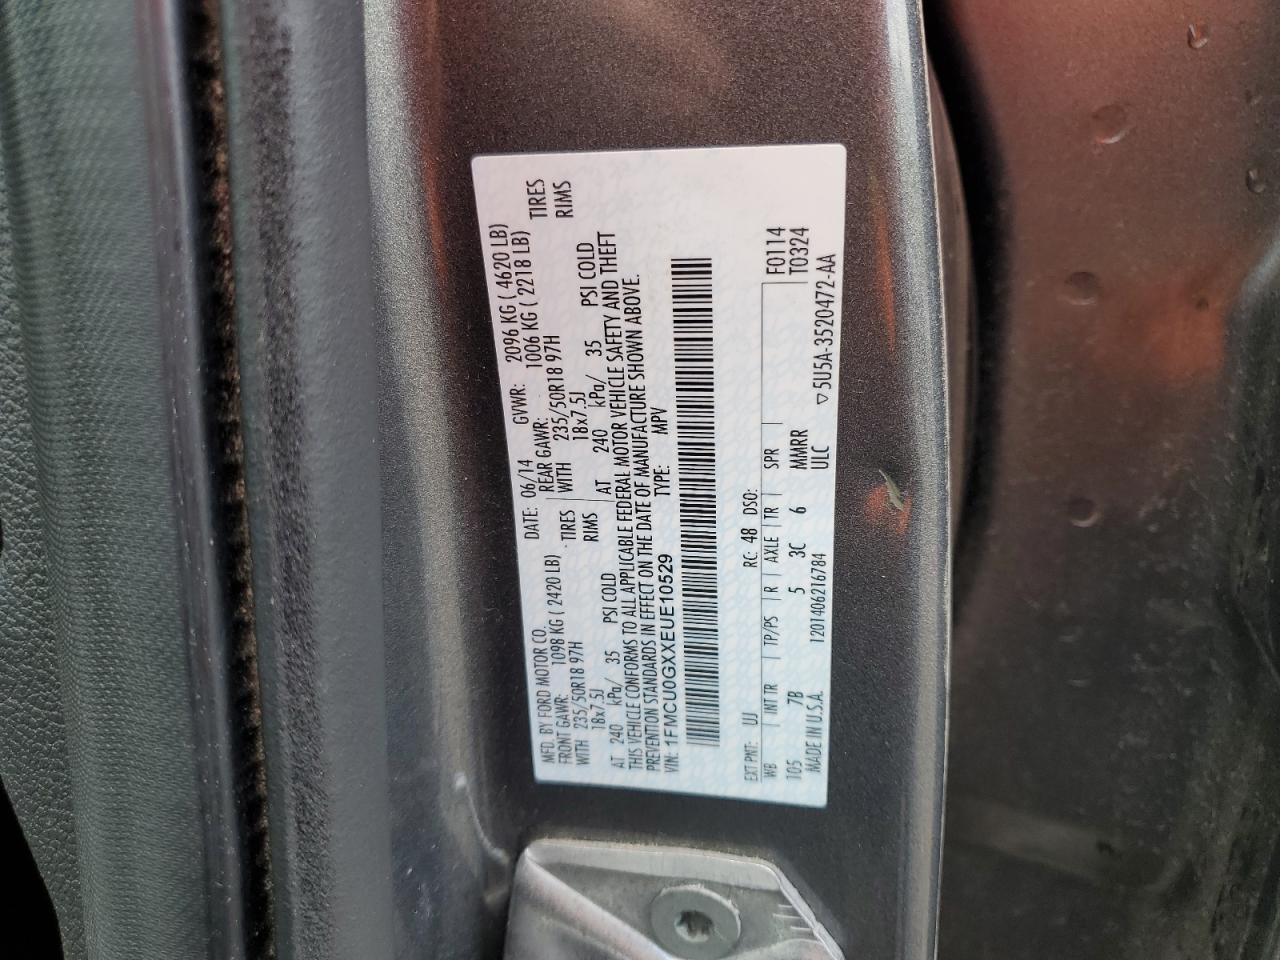 MFD. BY FORD MOTOR CO. DATE: 06/14 GVWR: 2096 KG ( 4620 LB)
FRONT GAWR: 1098 KG ( 2420 LB) REAR GAWR: 1006 KG ( 2218 LB)
WITH 235/50R18 97H TIRES WITH 235/50R18 97H TIRES
18x7.5J RIMS 18x7.5J RIMS
AT 240 kPa/ 35 PSI COLD AT 240 kPa/ 35 PSI COLD
THIS VEHICLE CONFORMS TO ALL APPLICABLE FEDERAL MOTOR VEHICLE SAFETY AND THEFT
PREVENTION STANDARDS IN EFFECT ON THE DATE OF MANUFACTURE SHOWN ABOVE.
VIN: 1FMCU0GXXEUE10529 TYPE: MPV
EXT PNT: UJ RC: 48 DSO: F0114
WB INT TR TP/PS R AXLE TR SPR T0324
105 7B 5 3C 6 MMRR
MADE IN U.S.A. 1201406216784 ULC ▽5U5A-3520472-AA